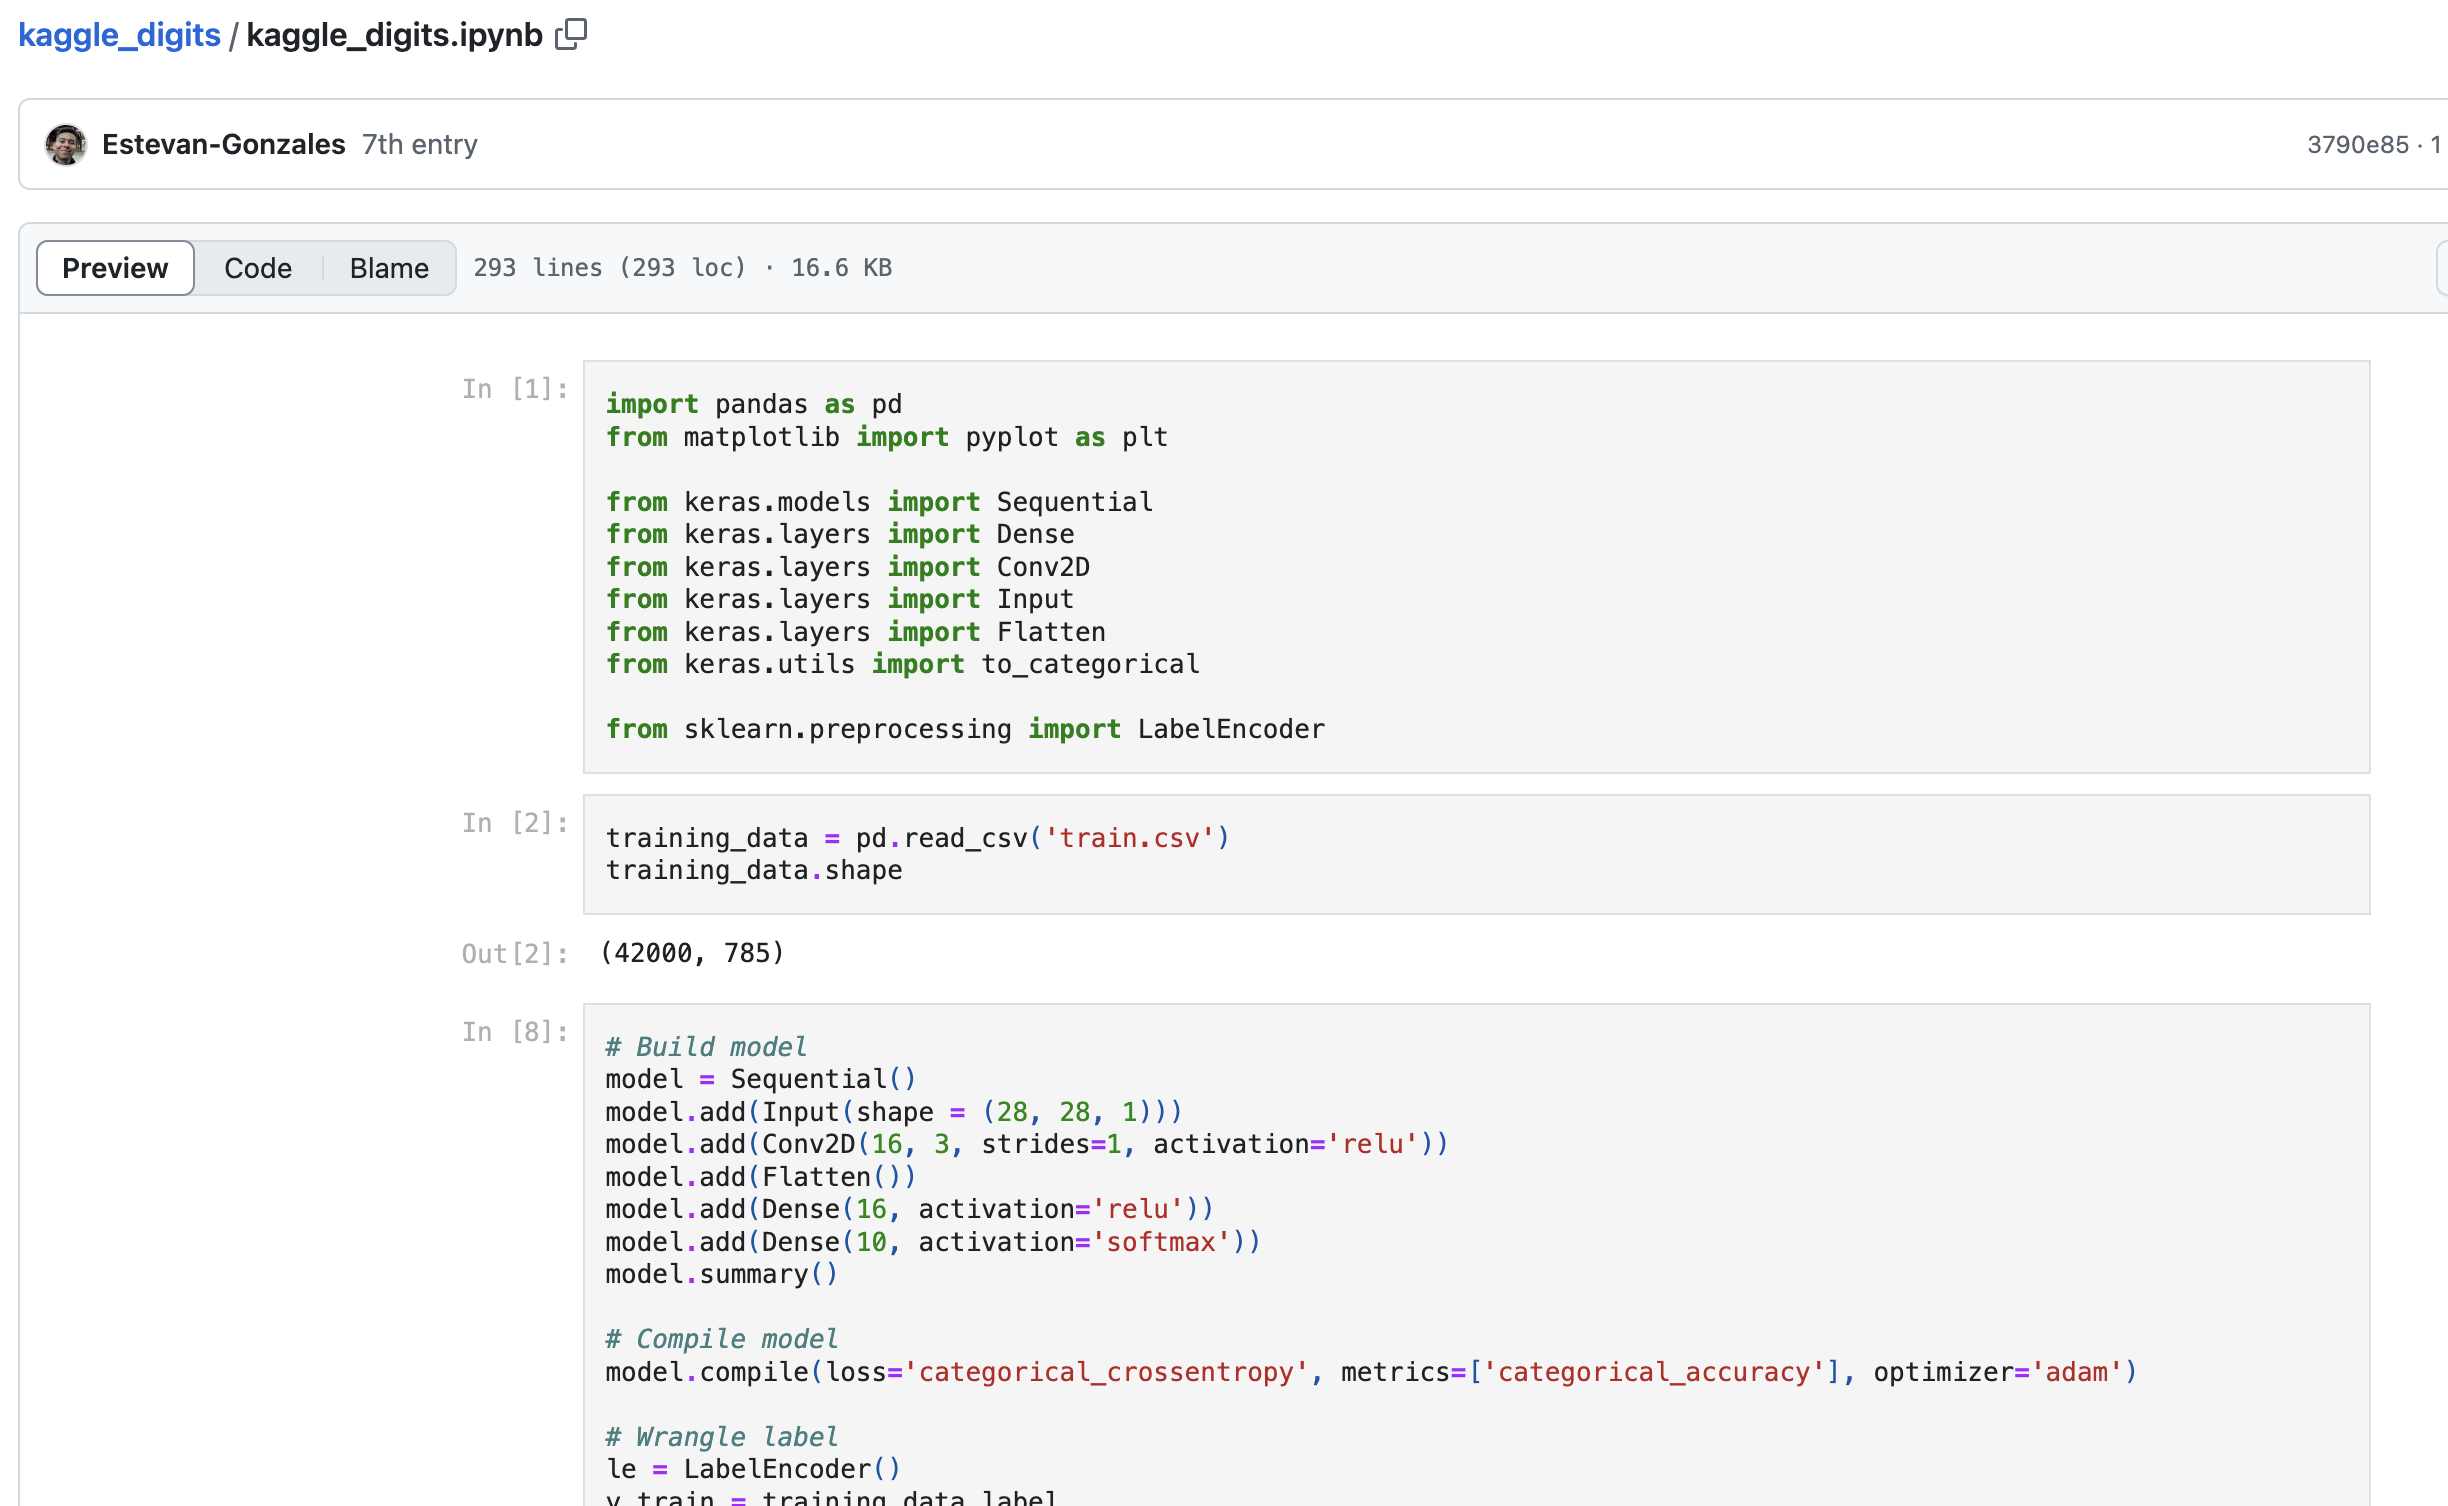 kaggle_digits / kaggle_digits.ipynb
Estevan-Gonzales 7th entry
3790e85 · 1
Preview Code Blame 293 lines (293 loc) · 16.6 KB
In [1]:
import pandas as pd
from matplotlib import pyplot as plt
from keras.models import Sequential
from keras.layers import Dense
from keras.layers import Conv2D
from keras.layers import Input
from keras.layers import Flatten
from keras.utils import to_categorical
from sklearn.preprocessing import LabelEncoder
In [2]:
training_data = pd.read_csv('train.csv')
training_data.shape
Out[2]: (42000, 785)
In [8]:
# Build model
model = Sequential()
model.add(Input(shape = (28, 28, 1)))
model.add(Conv2D(16, 3, strides=1, activation='relu'))
model.add(Flatten())
model.add(Dense(16, activation='relu'))
model.add(Dense(10, activation='softmax'))
model.summary()
# Compile model
model.compile(loss='categorical_crossentropy', metrics=['categorical_accuracy'], optimizer='adam')
# Wrangle label
le = LabelEncoder()
y_train = training_data.label